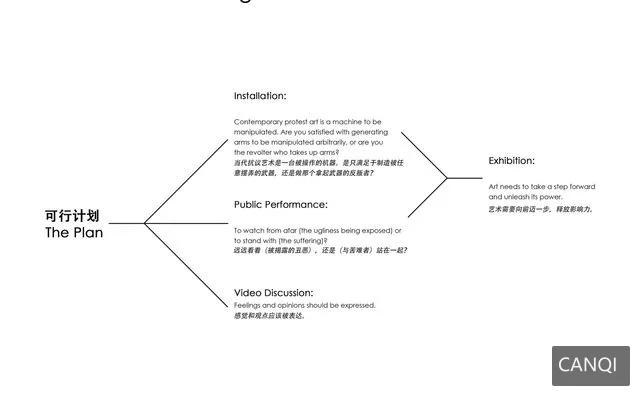 Installation:
Contemporary protest art is a machine to be
manipulated. Are you satisfied with generating
arms to be manipulated arbitrarily, or are you
the revolter who takes up arms?
当代抗议艺术是一台被操作的机器，是只满足于制造被任
意摆弄的武器，还是做那个拿起武器的反叛者？
Exhibition:
Art needs to take a step forward
and unleash its power.
艺术需要向前迈一步，释放影响力。
可行计划
The Plan
Public Performance:
To watch from afar (the ugliness being exposed) or
to stand with (the suffering)?
远远看着（被揭露的丑恶），还是（与苦难者）站在一起？
Video Discussion:
Feelings and opinions should be expressed.
感觉和观点应该被表达。
CANQI